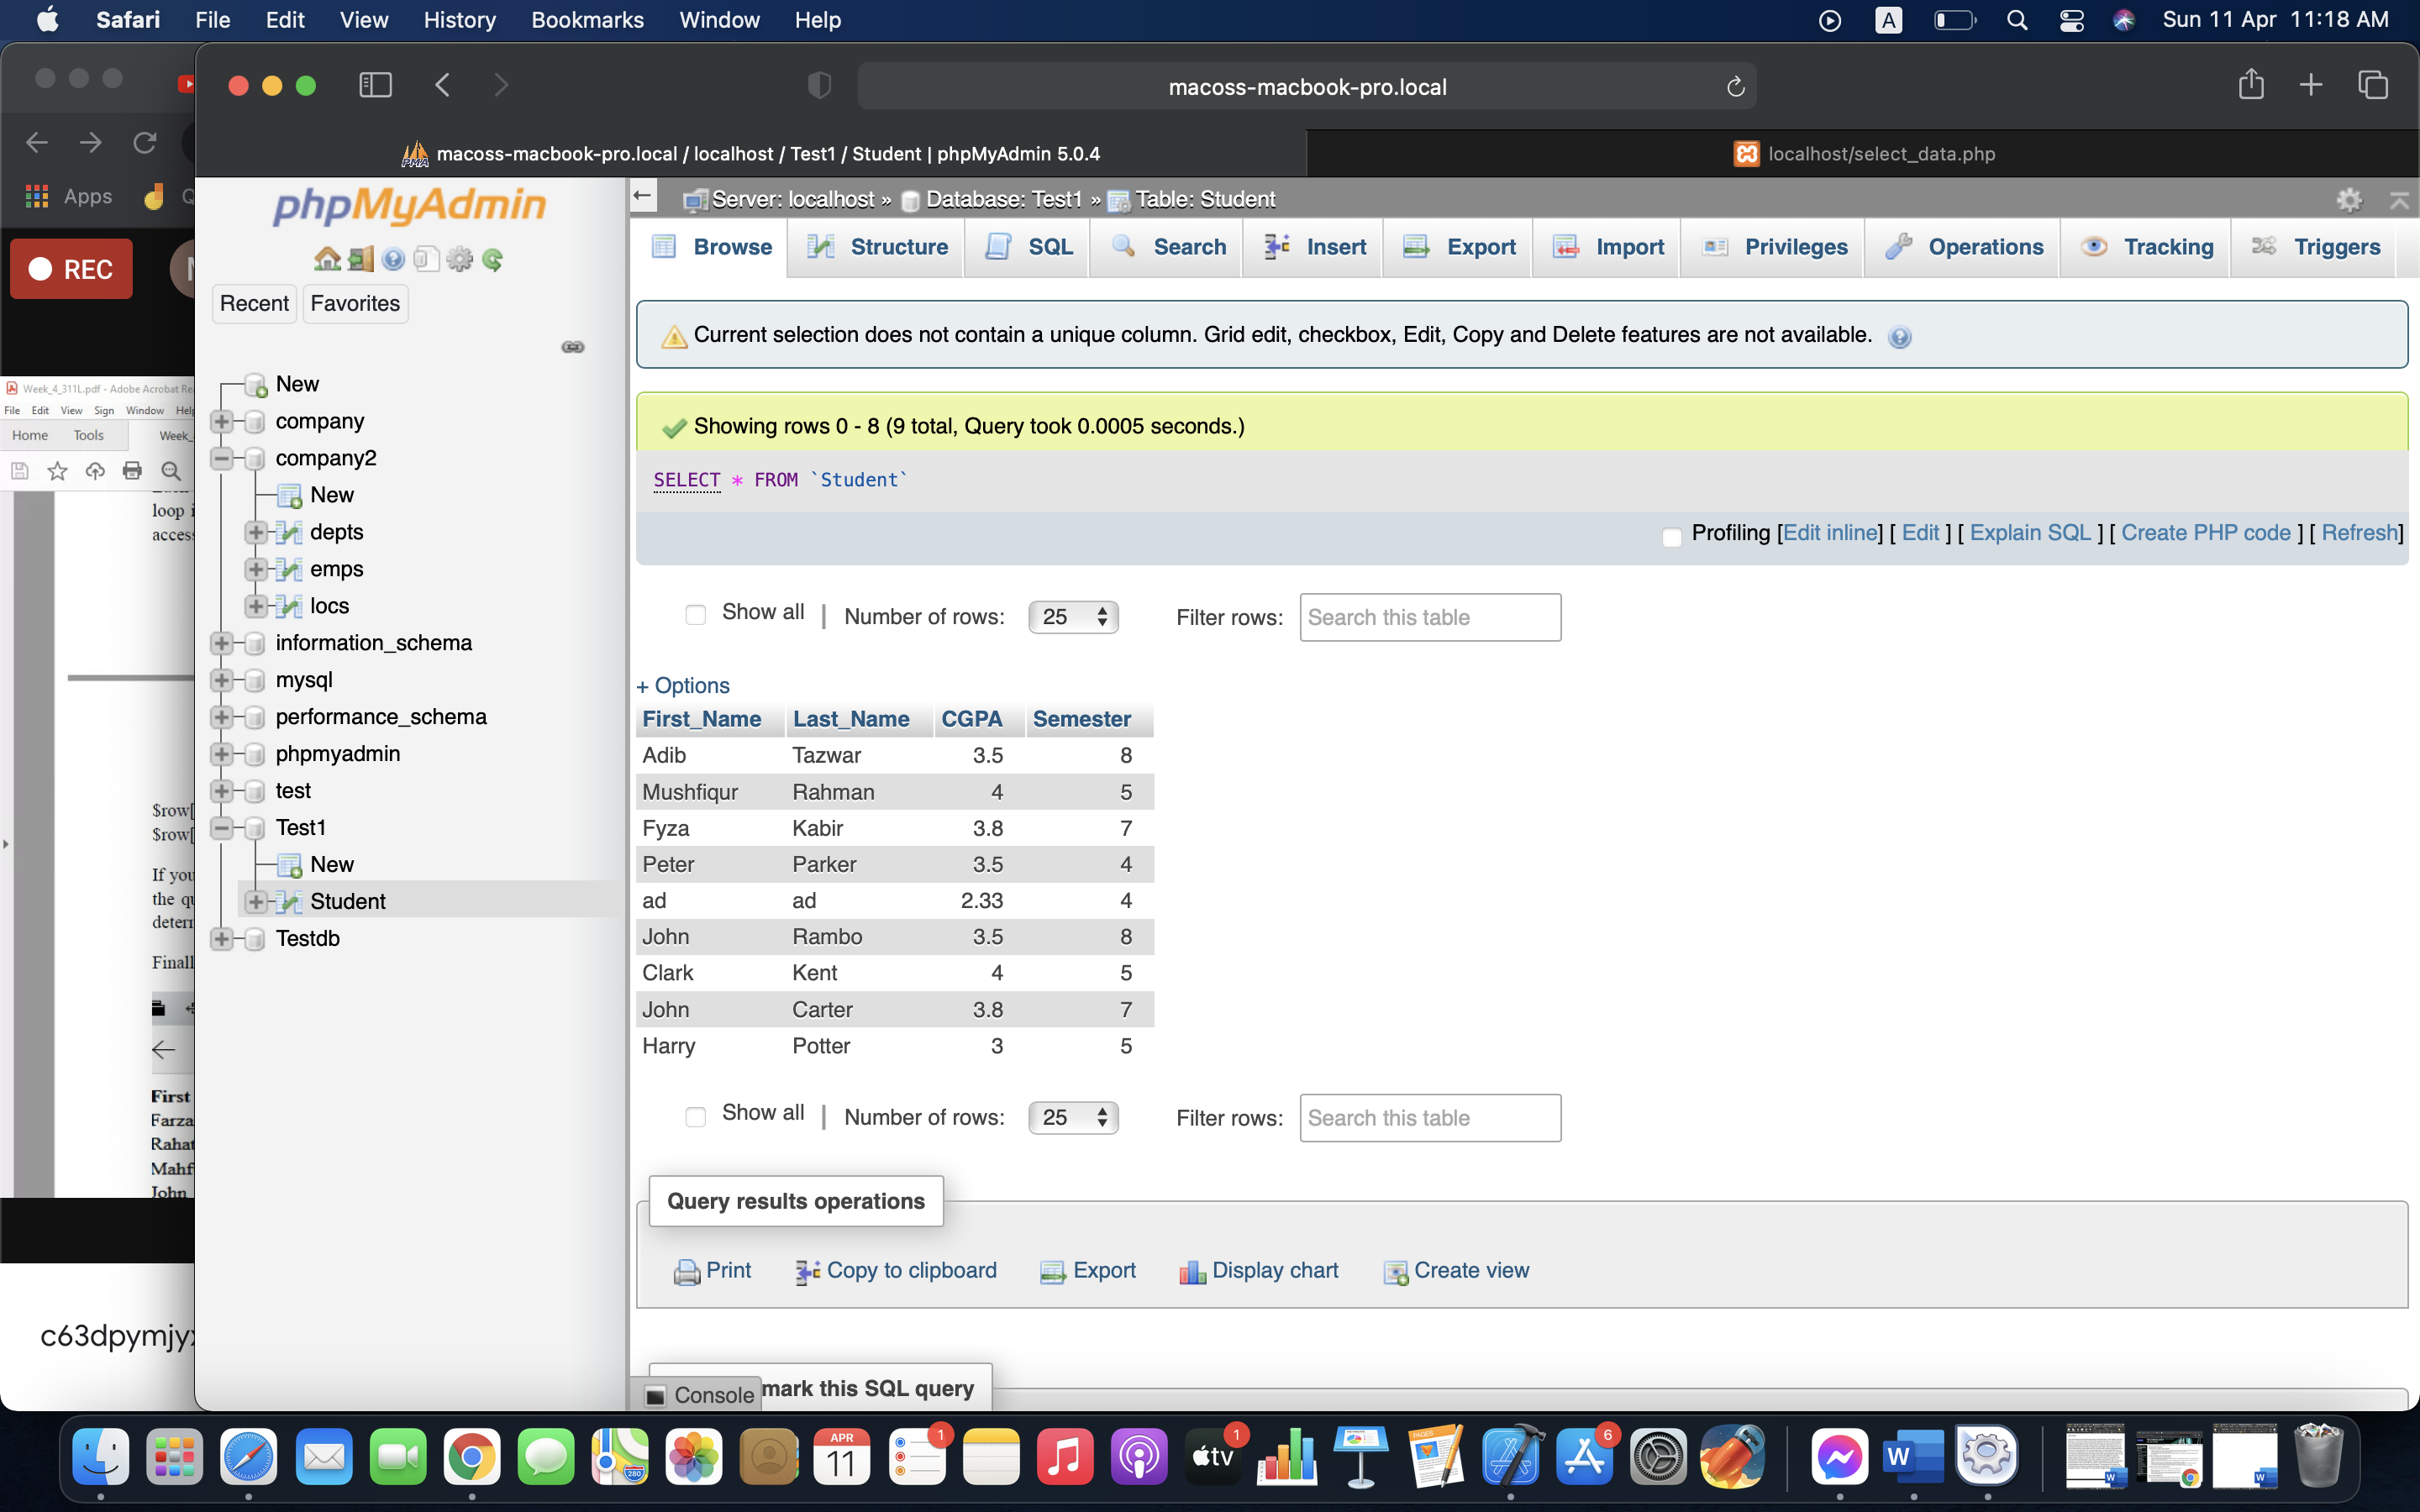 Safari File Edit View History Bookmarks Window Help A Sun 11 Apr 11:18 AM
macoss-macbook-pro.local
macoss-macbook-pro.local / localhost / Test1 / Student | phpMyAdmin 5.0.4
localhost/select_data.php
Apps
REC
Week_4_311L.pdf - Adobe Acrobat Re
File Edit View Sign Window Help
Home Tools Week_
loop i
acces
$row[
$row[
If you
the qu
deter
Finall
First
Farza
Rahat
Mahf
John
c63dpymjy
phpMyAdmin
Recent Favorites
New
company
company2
New
depts
emps
locs
information_schema
mysql
performance_schema
phpmyadmin
test
Test1
New
Student
Testdb
Server: localhost » Database: Test1 » Table: Student
Browse Structure SQL Search Insert Export Import Privileges Operations Tracking Triggers
Current selection does not contain a unique column. Grid edit, checkbox, Edit, Copy and Delete features are not available.
Showing rows 0 - 8 (9 total, Query took 0.0005 seconds.)
SELECT * FROM `Student`
Profiling [Edit inline] [ Edit ] [ Explain SQL ] [ Create PHP code ] [ Refresh]
Show all | Number of rows: 25 Filter rows: Search this table
+ Options
First_Name Last_Name CGPA Semester
Adib Tazwar 3.5 8
Mushfiqur Rahman 4 5
Fyza Kabir 3.8 7
Peter Parker 3.5 4
ad ad 2.33 4
John Rambo 3.5 8
Clark Kent 4 5
John Carter 3.8 7
Harry Potter 3 5
Show all | Number of rows: 25 Filter rows: Search this table
Query results operations
Print Copy to clipboard Export Display chart Create view
Console mark this SQL query
APR
11
1
tv
1
280
PAGES
6
W